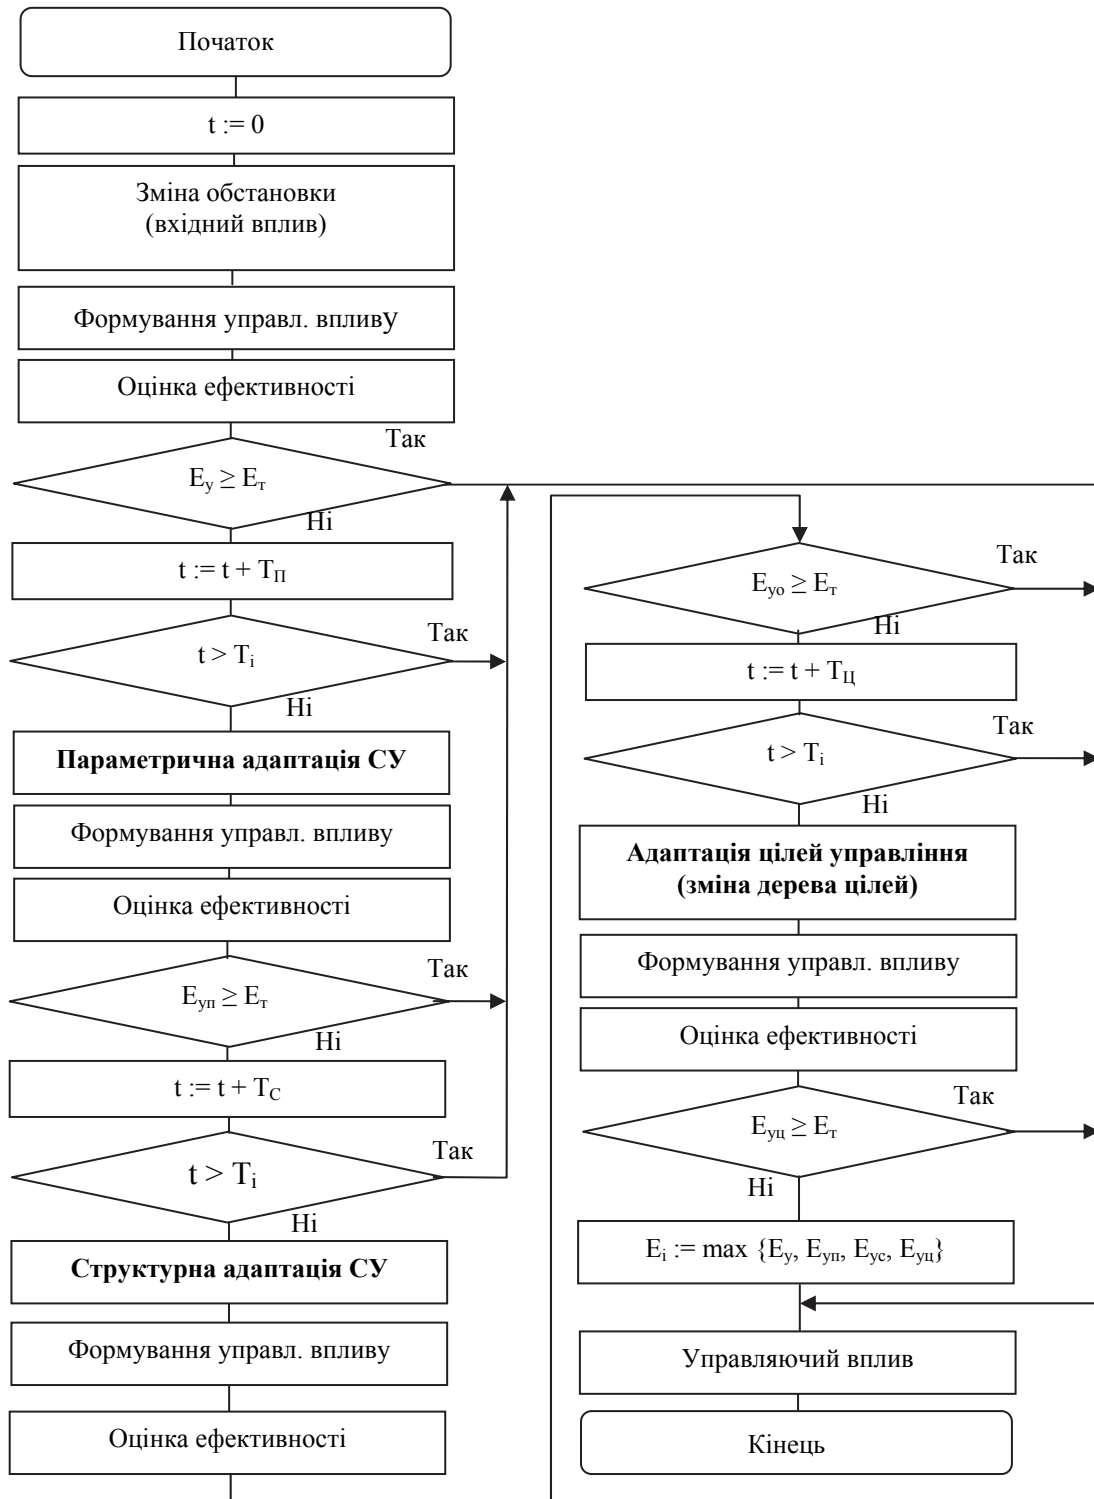 Початок
t := 0
Зміна обстановки
(вхідний вплив)
Формування управл. впливу
Оцінка ефективності
Так
Eу ≥ Eт
Ні
t := t + TП
Так
t > Ti
Ні
Параметрична адаптація СУ
Формування управл. впливу
Оцінка ефективності
Так
Eуп ≥ Eт
Ні
t := t + TС
Так
t > Ti
Ні
Структурна адаптація СУ
Формування управл. впливу
Оцінка ефективності
Так
Eуо ≥ Eт
Ні
t := t + TЦ
Так
t > Ti
Ні
Адаптація цілей управління
(зміна дерева цілей)
Формування управл. впливу
Оцінка ефективності
Так
Eуц ≥ Eт
Ні
Ei := max {Eу, Eуп, Eус, Eуц}
Управляючий вплив
Кінець